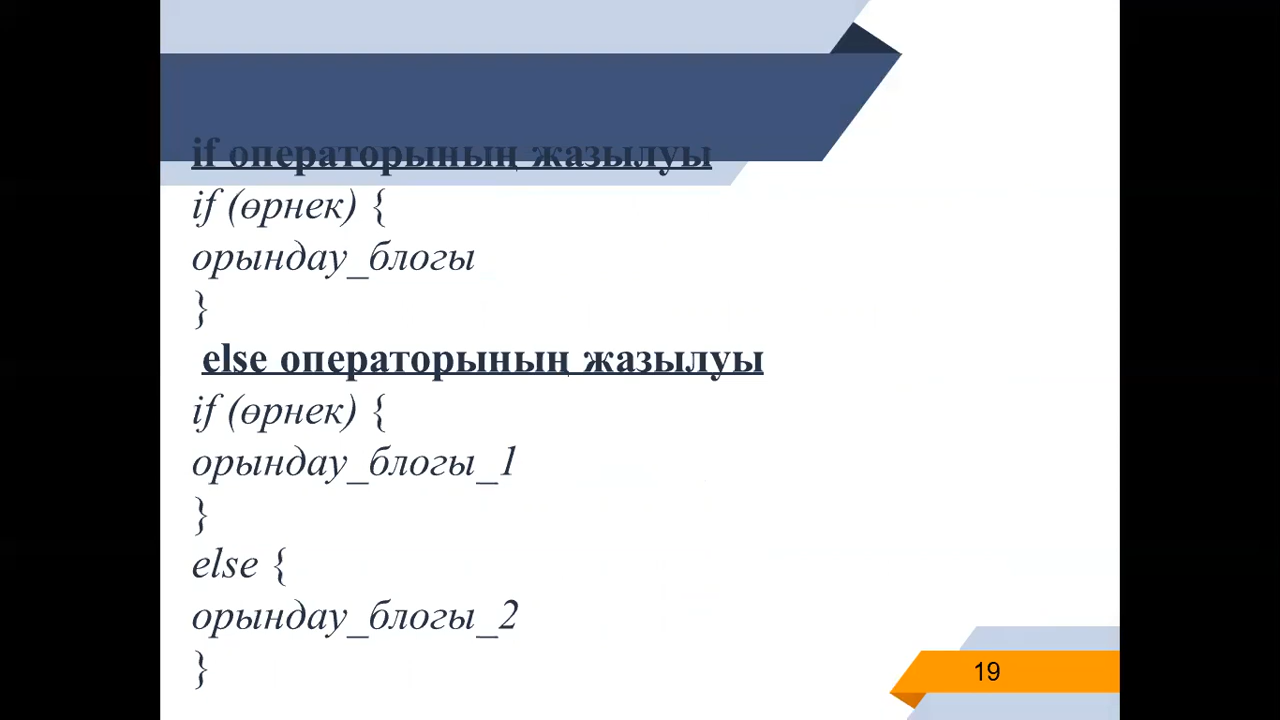 if операторының жазылуы
if (өрнек) {
орындау_блогы
}
else операторының жазылуы
if (өрнек) {
орындау_блогы_1
}
else {
орындау_блогы_2
}
19